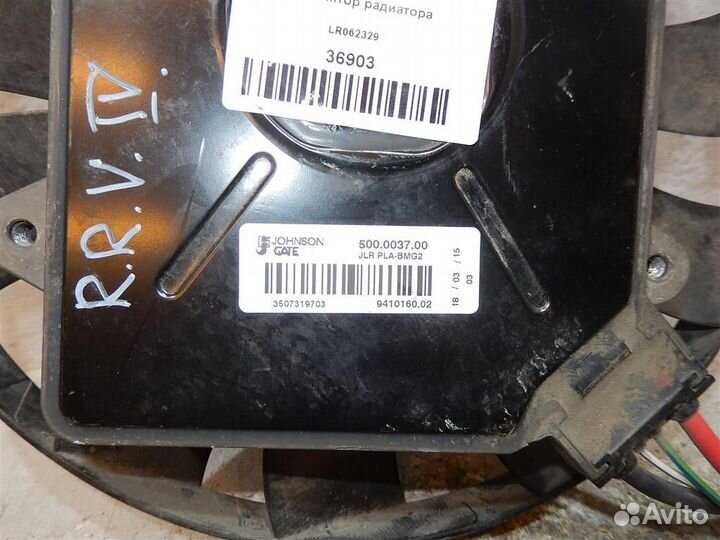 радиатора
LR062329
36903
R.R.V. IV.
JOHNSON
GATE
500.0037.00
JLR PLA-BMG2
3507319703
9410160.02
18 / 03 / 15
03
Avito